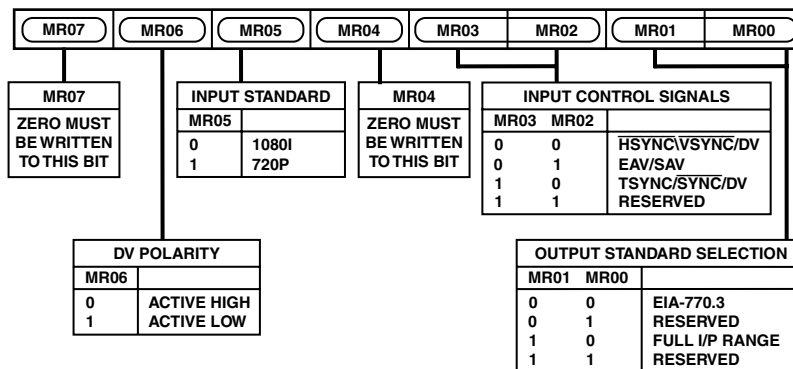 MR07 MR06 MR05 MR04 MR03 MR02 MR01 MR00
MR07
ZERO MUST
BE WRITTEN
TO THIS BIT
INPUT STANDARD
MR05
0 1080I
1 720P
MR04
ZERO MUST
BE WRITTEN
TO THIS BIT
INPUT CONTROL SIGNALS
MR03 MR02
0 0 HSYNC\VSYNC/DV
0 1 EAV/SAV
1 0 TSYNC/SYNC/DV
1 1 RESERVED
DV POLARITY
MR06
0 ACTIVE HIGH
1 ACTIVE LOW
OUTPUT STANDARD SELECTION
MR01 MR00
0 0 EIA-770.3
0 1 RESERVED
1 0 FULL I/P RANGE
1 1 RESERVED